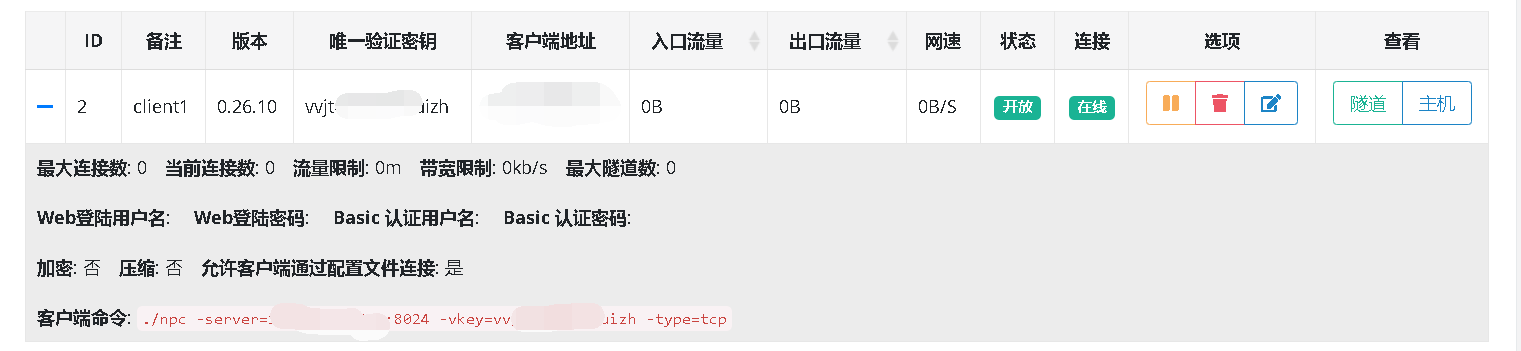 ID 备注 版本 唯一验证密钥 客户端地址 入口流量 出口流量 网速 状态 连接 选项 查看
2 client1 0.26.10 vvjt uizh 0B 0B 0B/S 开放 在线 隧道 主机
最大连接数: 0 当前连接数: 0 流量限制: 0m 带宽限制: 0kb/s 最大隧道数: 0
Web登陆用户名: Web登陆密码: Basic 认证用户名: Basic 认证密码:
加密: 否 压缩: 否 允许客户端通过配置文件连接: 是
客户端命令: ./npc -server= :8024 -vkey=vv uizh -type=tcp